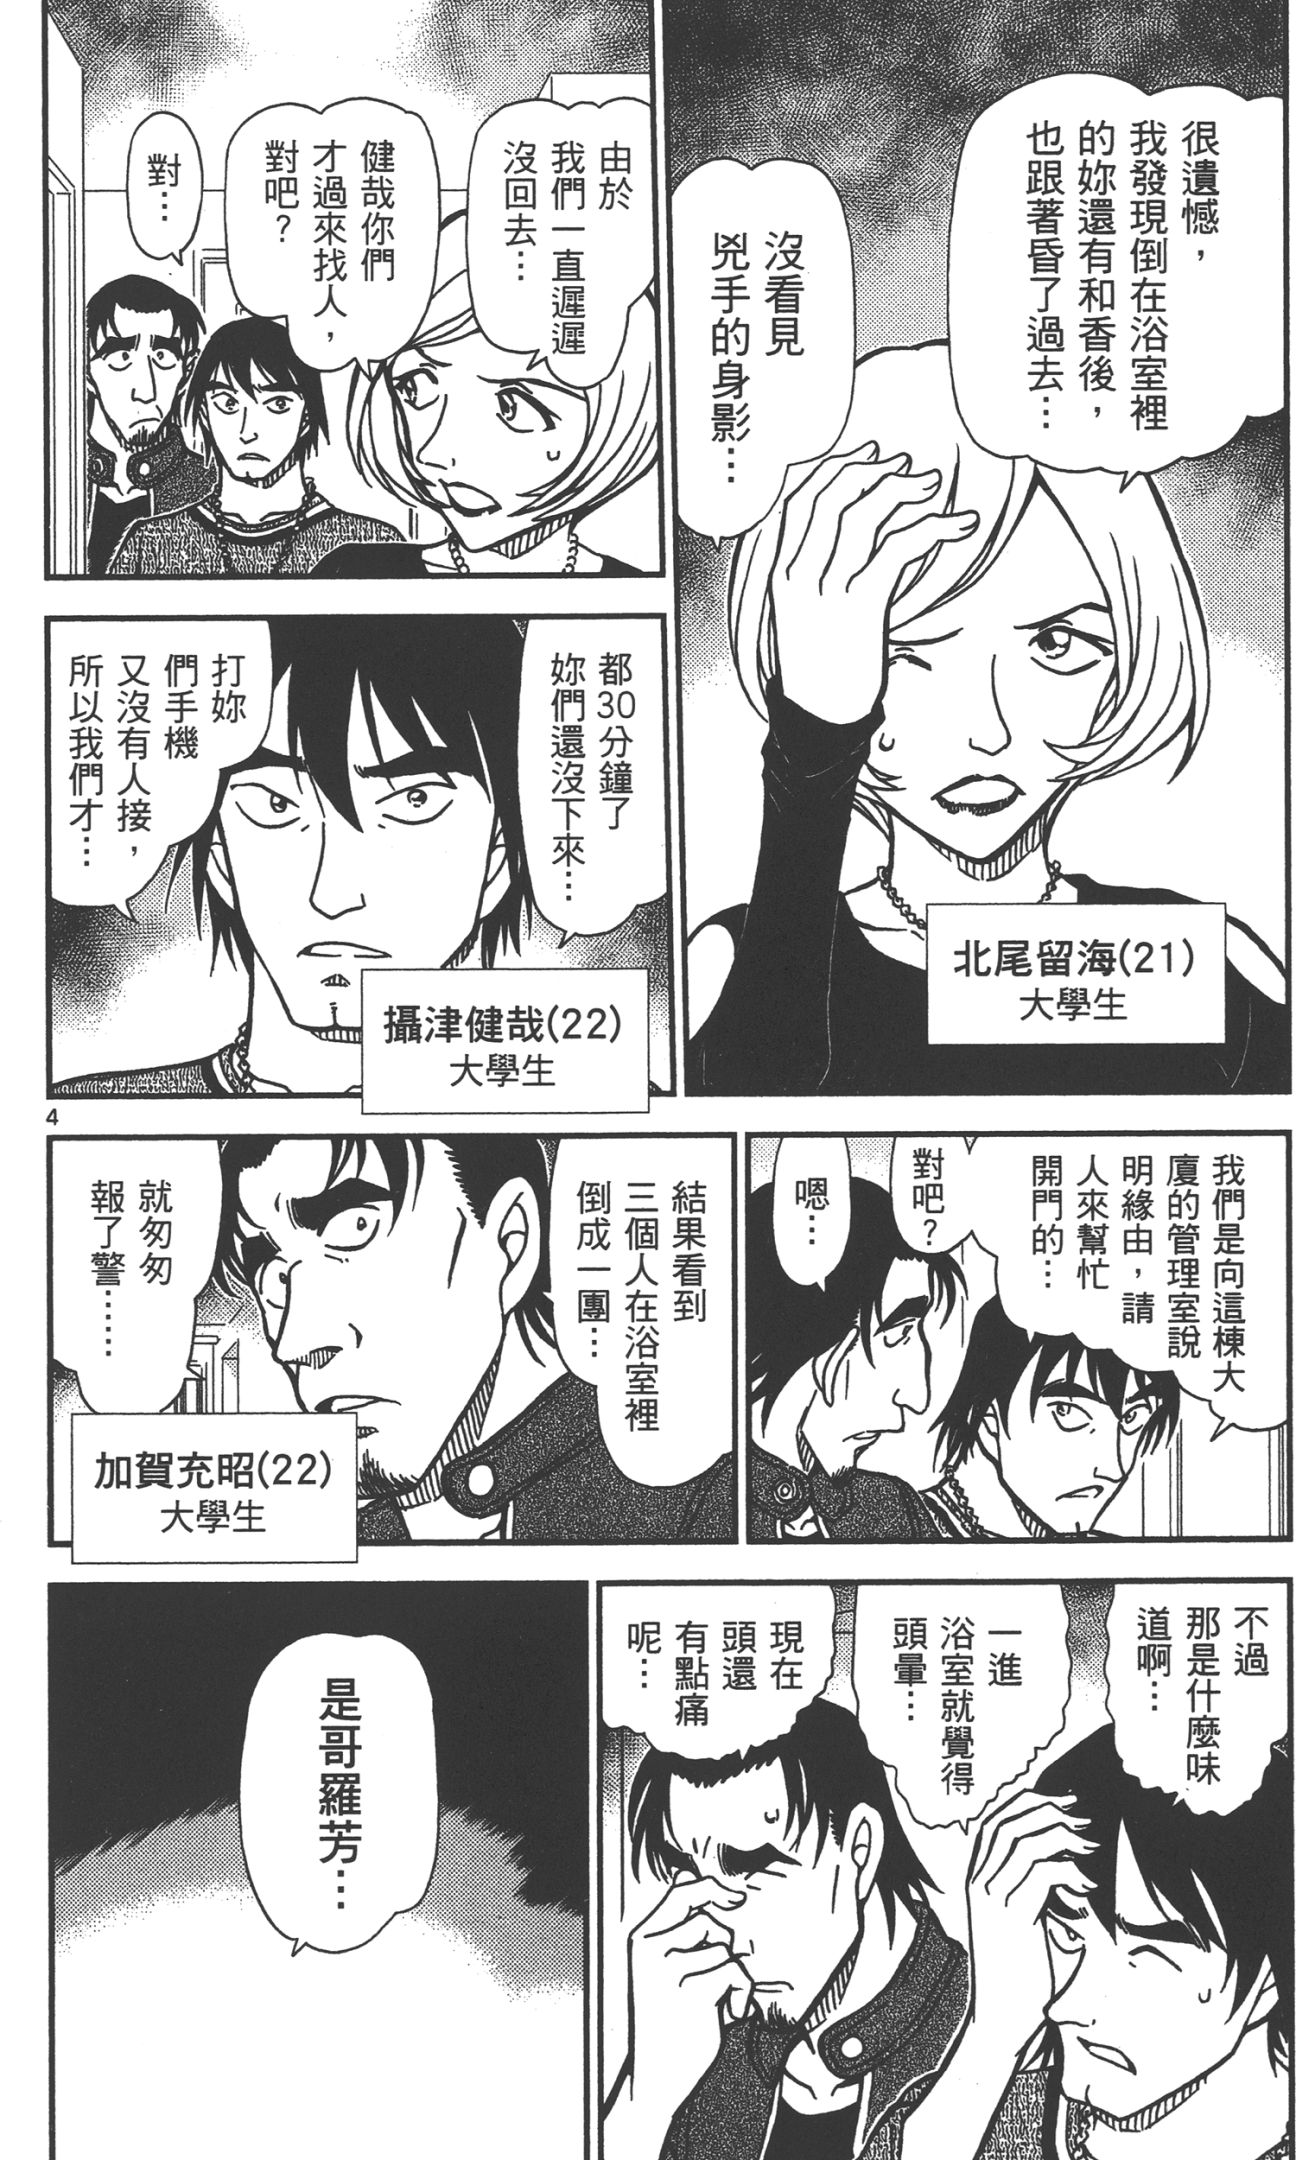 很遺憾，
我發現倒在浴室裡
的妳還有和香後，
也跟著昏了過去…
沒看見
兇手的身影…
北尾留海(21)
大學生
由於
我們一直遲遲
沒回去…
健哉你們
才過來找人，
對吧？
對…
都30分鐘了
妳們還沒下來…
打妳
們手機
又沒有人接，
所以我們才…
攝津健哉(22)
大學生
4
我們是向這棟大
廈的管理室說
明緣由，請
人來幫忙
開門的…
對吧？
嗯…
結果看到
三個人在浴室裡
倒成一團…
就匆匆
報了警……
加賀充昭(22)
大學生
不過
那是什麼味
道啊…
一進
浴室就覺得
頭暈…
現在
頭還
有點痛
呢…
是哥羅芳…